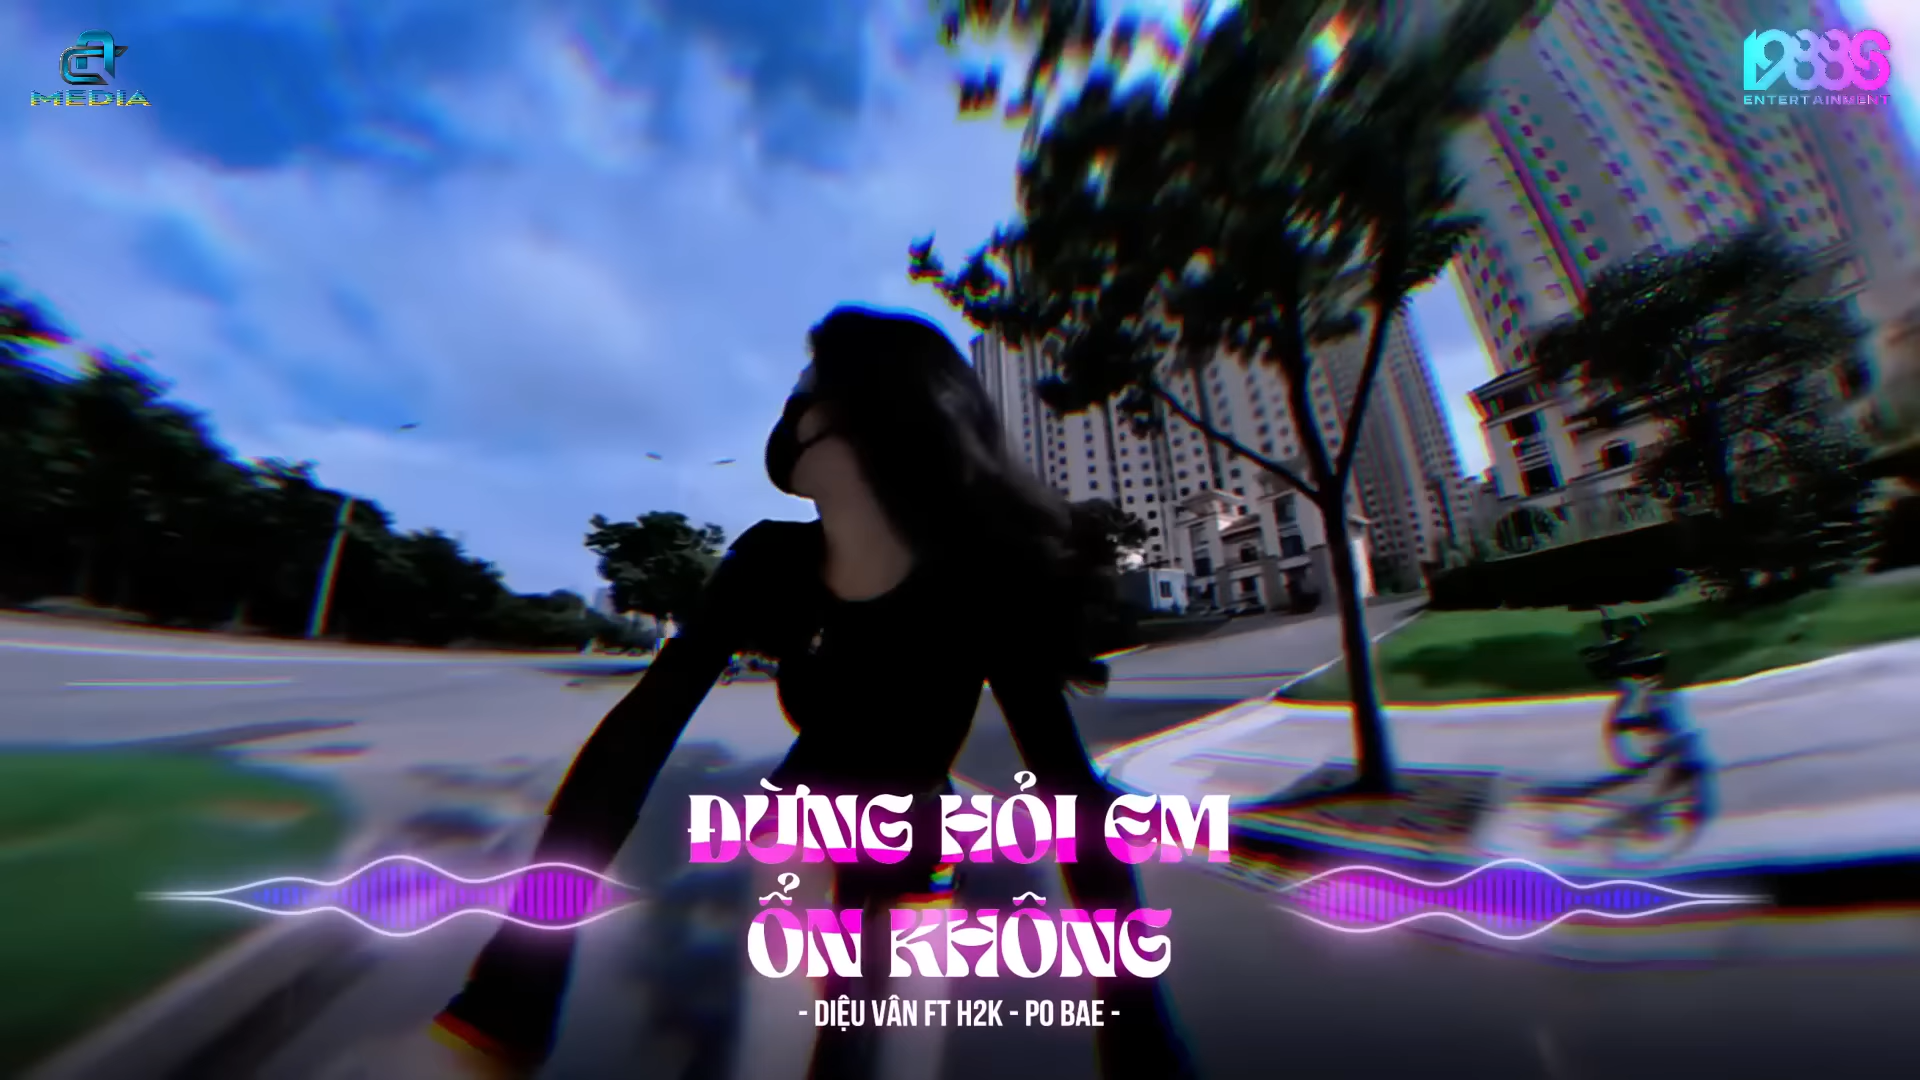 MEDIA
1988S
ENTERTAINMENT
ĐỪNG HỎI EM
ỔN KHÔNG
- DIỆU VÂN FT H2K - PO BAE -